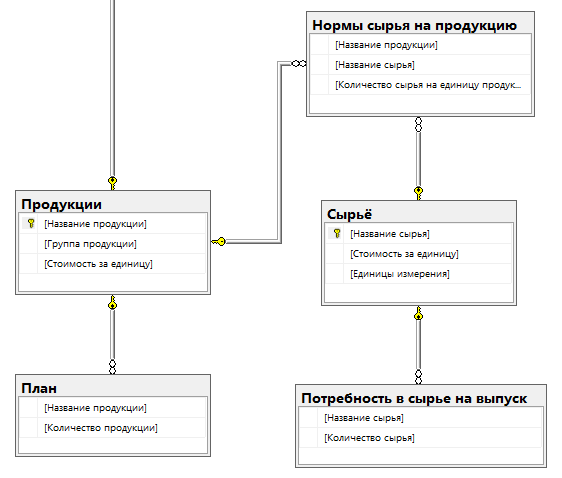 Нормы сырья на продукцию
[Название продукции]
[Название сырья]
[Количество сырья на единицу продук...
Продукции
[Название продукции]
[Группа продукции]
[Стоимость за единицу]
Сырьё
[Название сырья]
[Стоимость за единицу]
[Единицы измерения]
План
[Название продукции]
[Количество продукции]
Потребность в сырье на выпуск
[Название сырья]
[Количество сырья]